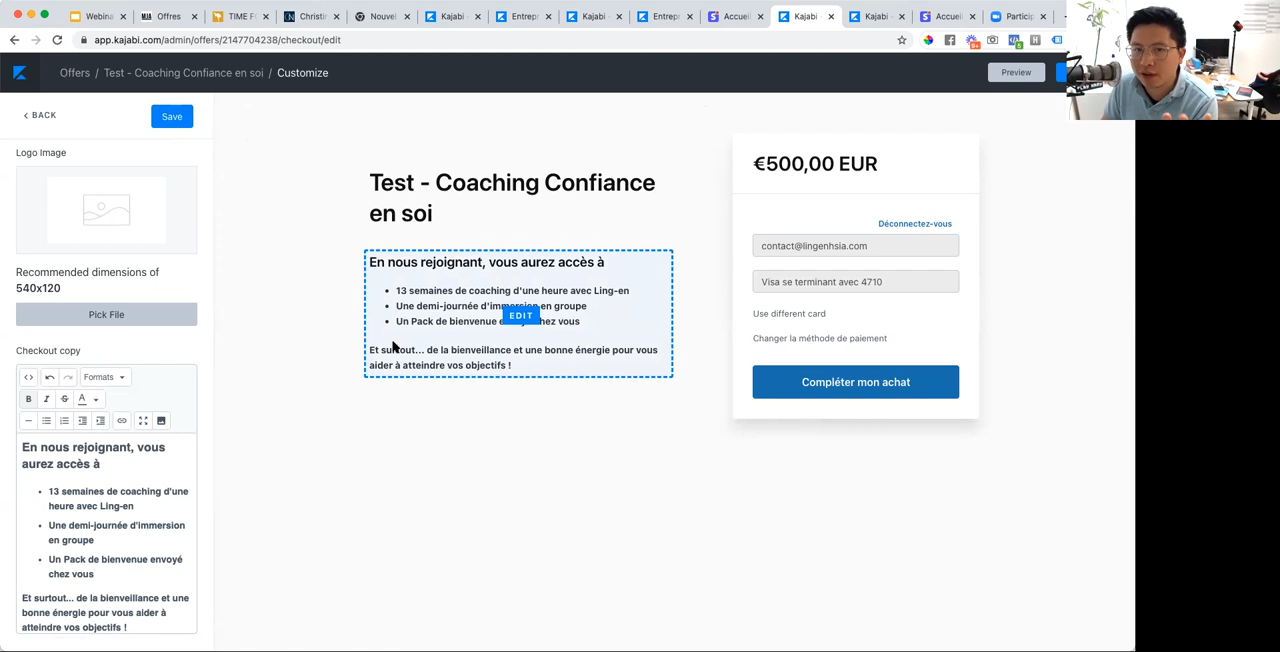 Webina
Offres
TIME F
Christin
Nouvel
Kajabi -
Entrepr
Kajabi -
Entrepr
Accueil
Kajabi -
Kajabi -
Accueil
Particip
app.kajabi.com/admin/offers/2147704238/checkout/edit
Offers / Test - Coaching Confiance en soi / Customize
Preview
BACK
Save
Logo Image
Recommended dimensions of
540x120
Pick File
Checkout copy
Formats
B I S A
En nous rejoignant, vous
aurez accès à
13 semaines de coaching d'une
heure avec Ling-en
Une demi-journée d'immersion
en groupe
Un Pack de bienvenue envoyé
chez vous
Et surtout... de la bienveillance et une
bonne énergie pour vous aider à
atteindre vos objectifs !
Test - Coaching Confiance
en soi
En nous rejoignant, vous aurez accès à
13 semaines de coaching d'une heure avec Ling-en
Une demi-journée d'immersion en groupe
Un Pack de bienvenue chez vous
EDIT
Et surtout... de la bienveillance et une bonne énergie pour vous
aider à atteindre vos objectifs !
€500,00 EUR
Déconnectez-vous
contact@lingenhsia.com
Visa se terminant avec 4710
Use different card
Changer la méthode de paiement
Compléter mon achat